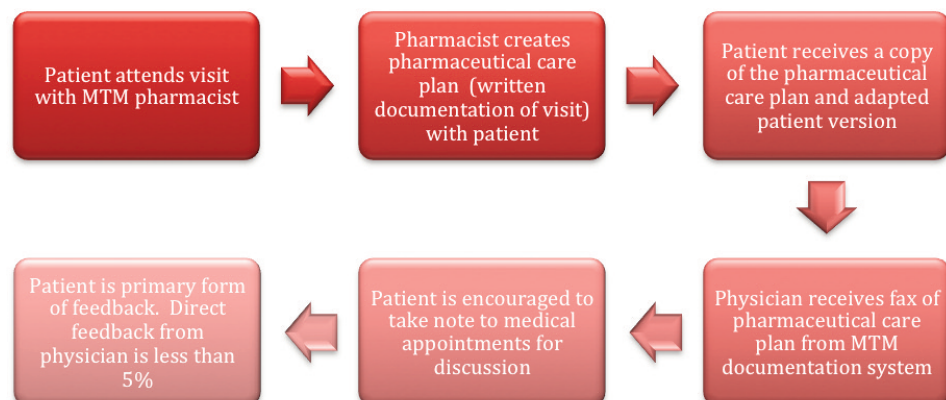 Patient attends visit
with MTM pharmacist
Pharmacist creates
pharmaceutical care
plan (written
documentation of visit)
with patient
Patient receives a copy
of the pharmaceutical
care plan and adapted
patient version
Physician receives fax of
pharmaceutical care
plan from MTM
documentation system
Patient is encouraged to
take note to medical
appointments for
discussion
Patient is primary form
of feedback. Direct
feedback from
physician is less than
5%